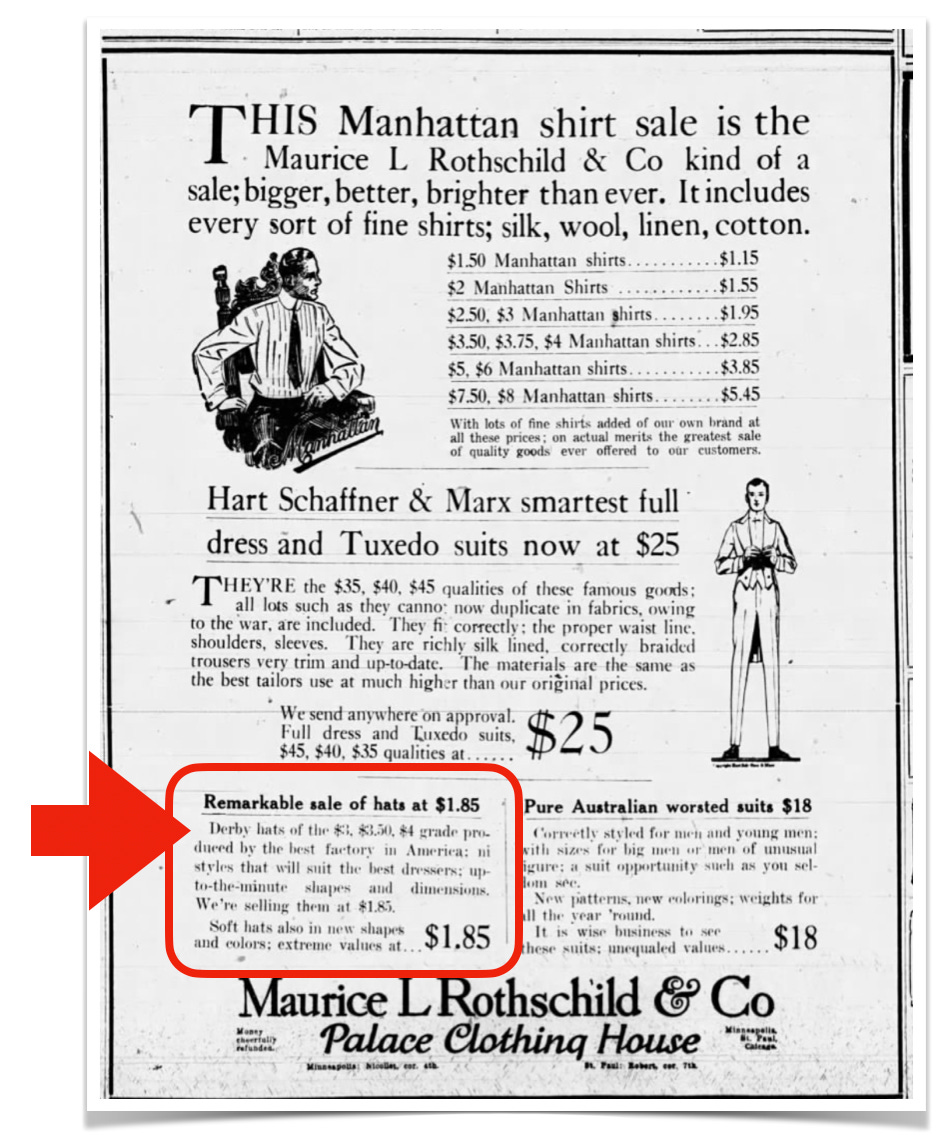 THIS Manhattan shirt sale is the
Maurice L Rothschild & Co kind of a
sale; bigger, better, brighter than ever. It includes
every sort of fine shirts; silk, wool, linen, cotton.
$1.50 Manhattan shirts...........$1.15
$2 Manhattan Shirts ............$1.55
$2.50, $3 Manhattan shirts........$1.95
$3.50, $3.75, $4 Manhattan shirts...$2.85
$5, $6 Manhattan shirts...........$3.85
$7.50, $8 Manhattan shirts........$5.45
With lots of fine shirts added of our own brand at
all these prices; on actual merits the greatest sale
of quality goods ever offered to our customers.
Manhattan
Hart Schaffner & Marx smartest full
dress and Tuxedo suits now at $25
THEY'RE the $35, $40, $45 qualities of these famous goods;
all lots such as they cannot now duplicate in fabrics, owing
to the war, are included. They fit correctly; the proper waist line,
shoulders, sleeves. They are richly silk lined, correctly braided
trousers very trim and up-to-date. The materials are the same as
the best tailors use at much higher than our original prices.
We send anywhere on approval.
Full dress and Tuxedo suits,
$45, $40, $35 qualities at......
$25
Remarkable sale of hats at $1.85
Derby hats of the $3, $3.50, $4 grade pro-
duced by the best factory in America; in
styles that will suit the best dressers; up-
to-the-minute shapes and dimensions.
We're selling them at $1.85.
Soft hats also in new shapes
and colors; extreme values at... $1.85
Pure Australian worsted suits $18
Correctly styled for men and young men;
with sizes for big men or men of unusual
figure; a suit opportunity such as you sel-
dom see.
New patterns, new colorings; weights for
all the year 'round.
It is wise business to see
these suits; unequaled values...... $18
Maurice L Rothschild & Co
Palace Clothing House
Money
cheerfully
refunded.
Minneapolis,
St. Paul,
Chicago.
Minneapolis: Nicollet, cor. 4th.
St. Paul: Robert, cor. 7th.